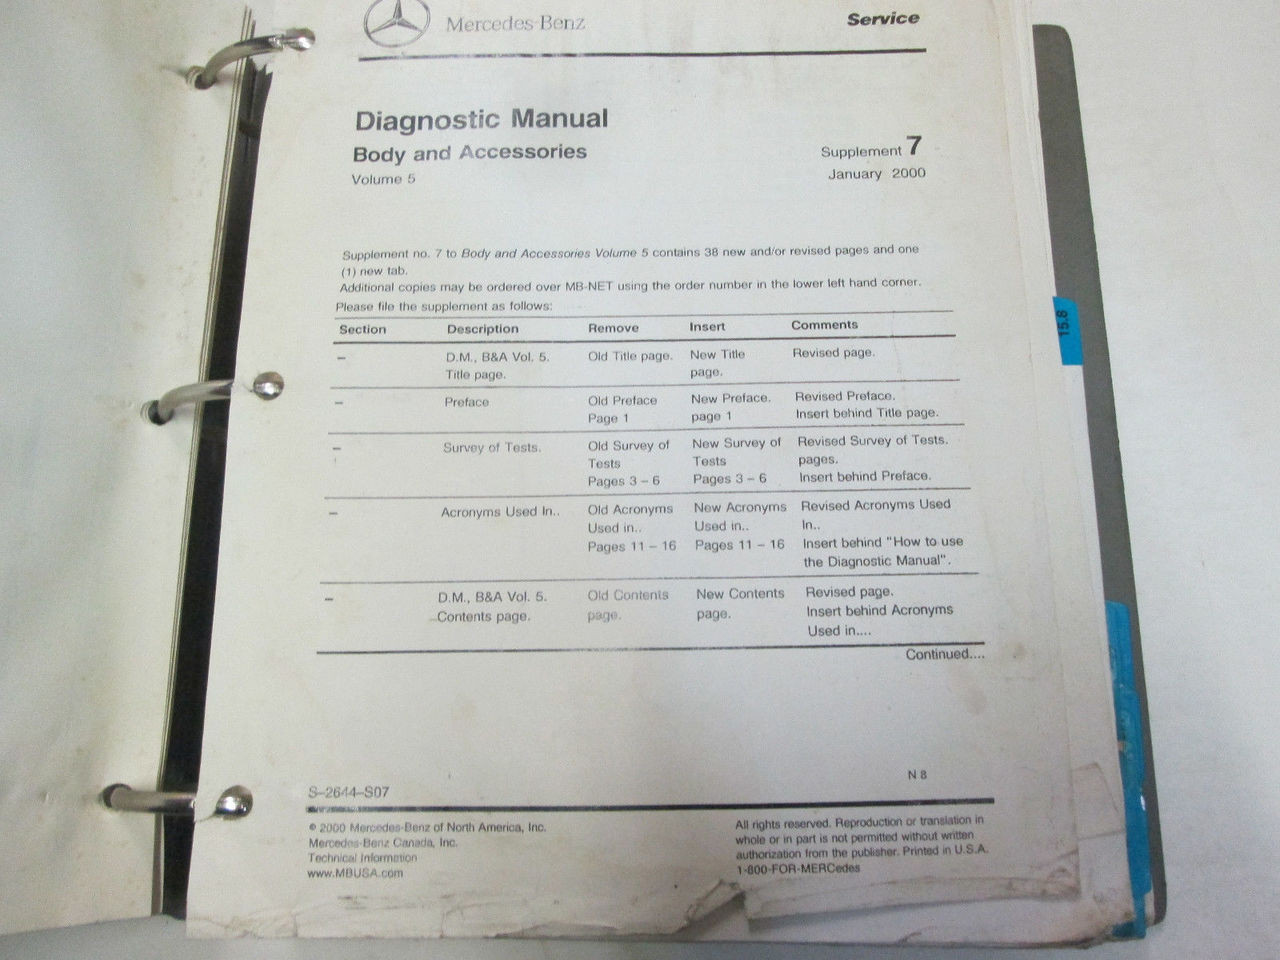 Mercedes-Benz
Service
Diagnostic Manual
Body and Accessories
Volume 5
Supplement 7
January 2000
Supplement no. 7 to Body and Accessories Volume 5 contains 38 new and/or revised pages and one
(1) new tab.
Additional copies may be ordered over MB-NET using the order number in the lower left hand corner.
Please file the supplement as follows:
Section Description Remove Insert Comments
– D.M., B&A Vol. 5. Old Title page. New Title Revised page.
Title page. page.
– Preface Old Preface New Preface. Revised Preface.
Page 1 page 1 Insert behind Title page.
– Survey of Tests. Old Survey of New Survey of Revised Survey of Tests.
Tests Tests pages.
Pages 3 – 6 Pages 3 – 6 Insert behind Preface.
– Acronyms Used In.. Old Acronyms New Acronyms Revised Acronyms Used
Used in.. Used in.. In..
Pages 11 – 16 Pages 11 – 16 Insert behind "How to use
the Diagnostic Manual".
– D.M., B&A Vol. 5. Old Contents New Contents Revised page.
Contents page. page. page. Insert behind Acronyms
Used in....
Continued....
N 8
S–2644–S07
© 2000 Mercedes-Benz of North America, Inc.
Mercedes-Benz Canada, Inc.
Technical Information
www.MBUSA.com
All rights reserved. Reproduction or translation in
whole or in part is not permitted without written
authorization from the publisher. Printed in U.S.A.
1-800-FOR-MERCedes
15.8